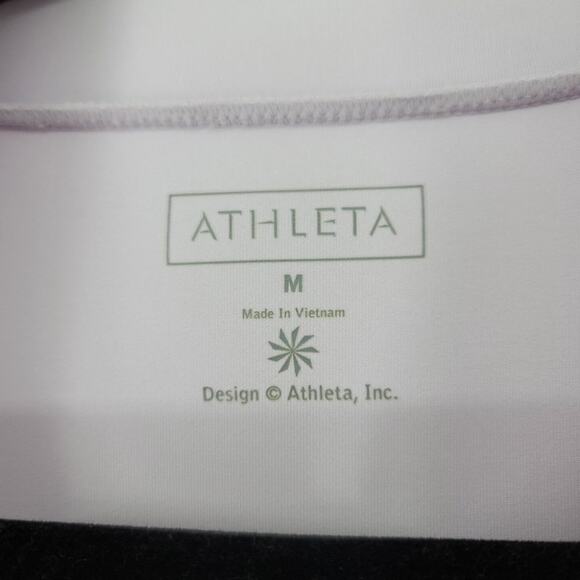 ATHLETA
M
Made In Vietnam
Design © Athleta, Inc.